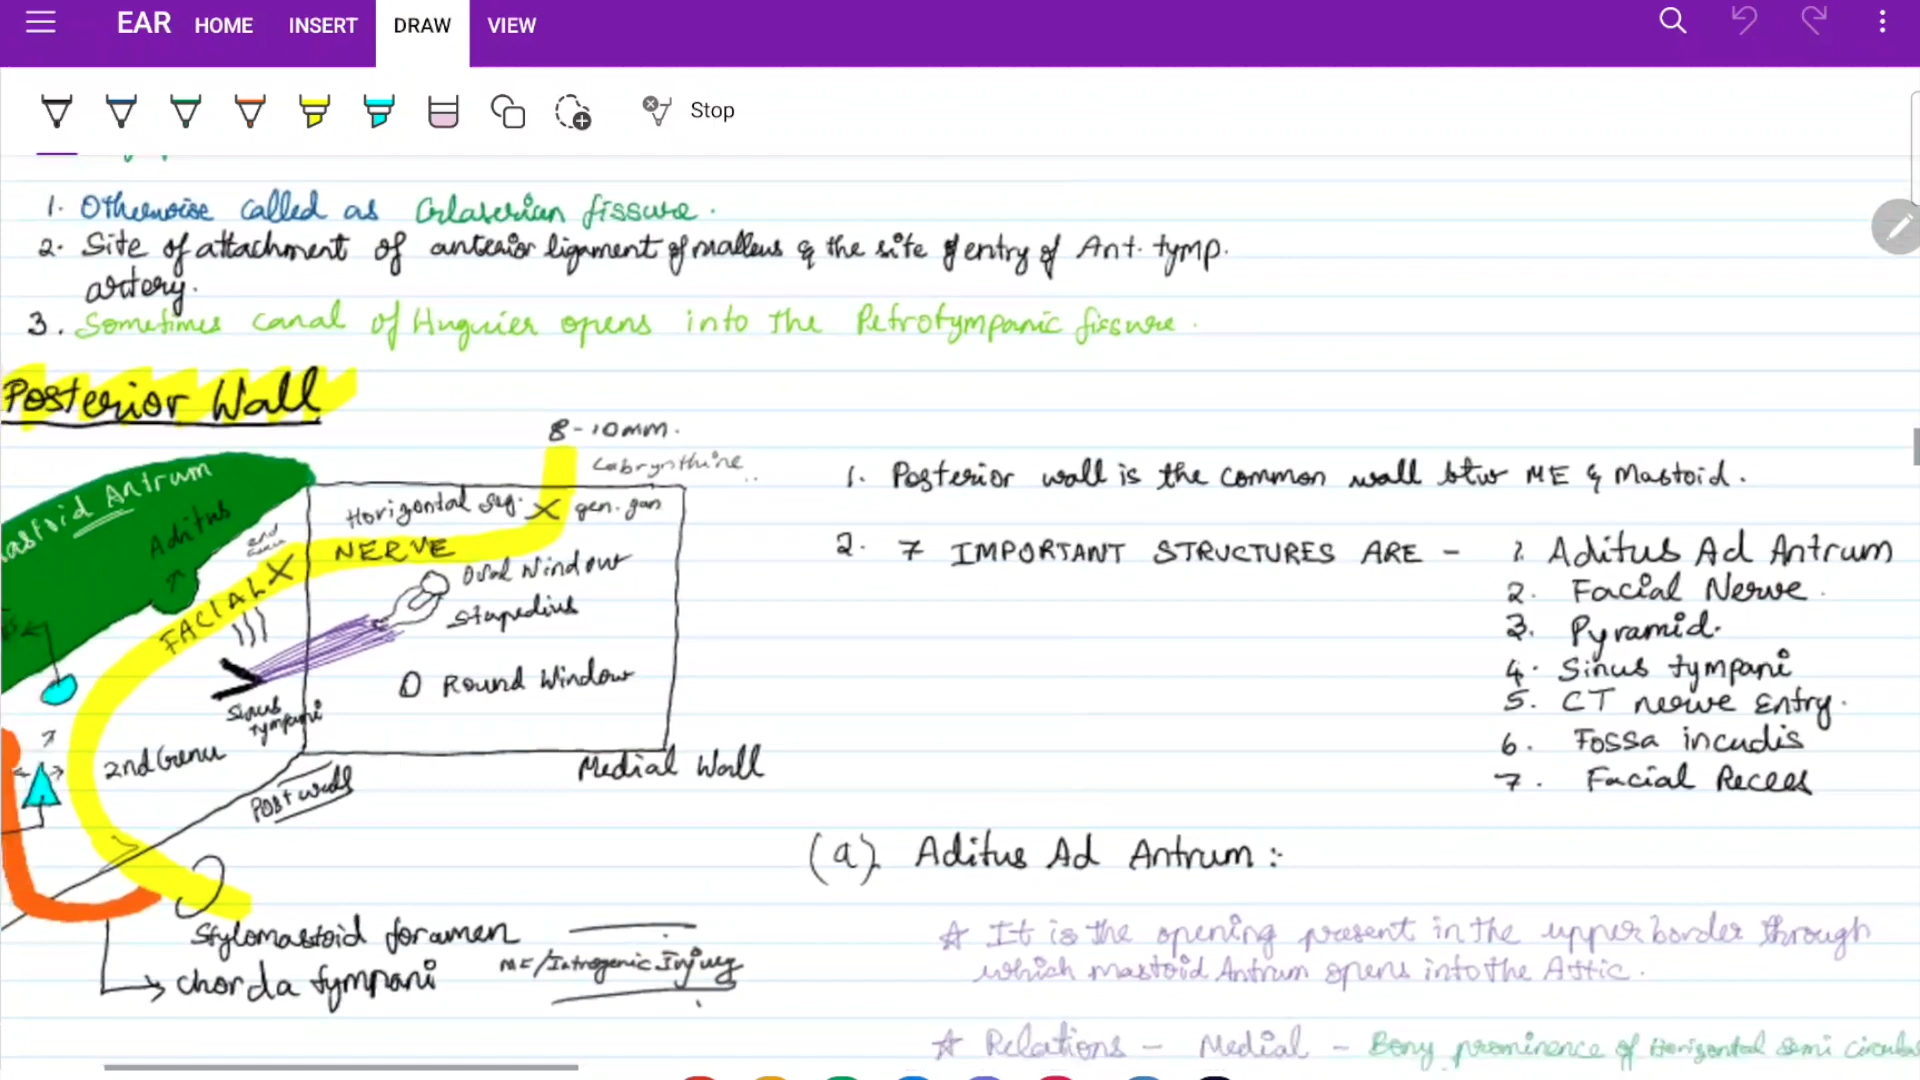 EAR HOME INSERT DRAW VIEW
Stop
1. Otherwise called as Glaserian fissure.
2. Site of attachment of anterior ligament of malleus & the site of entry of Ant. tymp.
artery.
3. Sometimes canal of Huguier opens into the Petrotympanic fissure.
Posterior Wall
8-10mm.
Labrynthine
Mastoid Antrum
Aditus
2nd Genu
Horizontal Seg. X gen. gan
FACIAL X NERVE
Oval Window
Stapedius
Round Window
Sinus
tympani
2nd Genu
Post wall
Medial Wall
Stylomastoid foramen
chorda tympani
ME/Iatrogenic Injury
1. Posterior wall is the common wall btw ME & Mastoid.
2. 7 IMPORTANT STRUCTURES ARE - 1. Aditus Ad Antrum
2. Facial Nerve.
3. Pyramid.
4. Sinus tympani
5. CT nerve Entry.
6. Fossa incudis
7. Facial Recess
(a). Aditus Ad Antrum :-
☆ It is the opening present in the upper border through
which mastoid Antrum opens into the Attic.
☆ Relations - Medial - Bony prominence of Horizontal semi circular